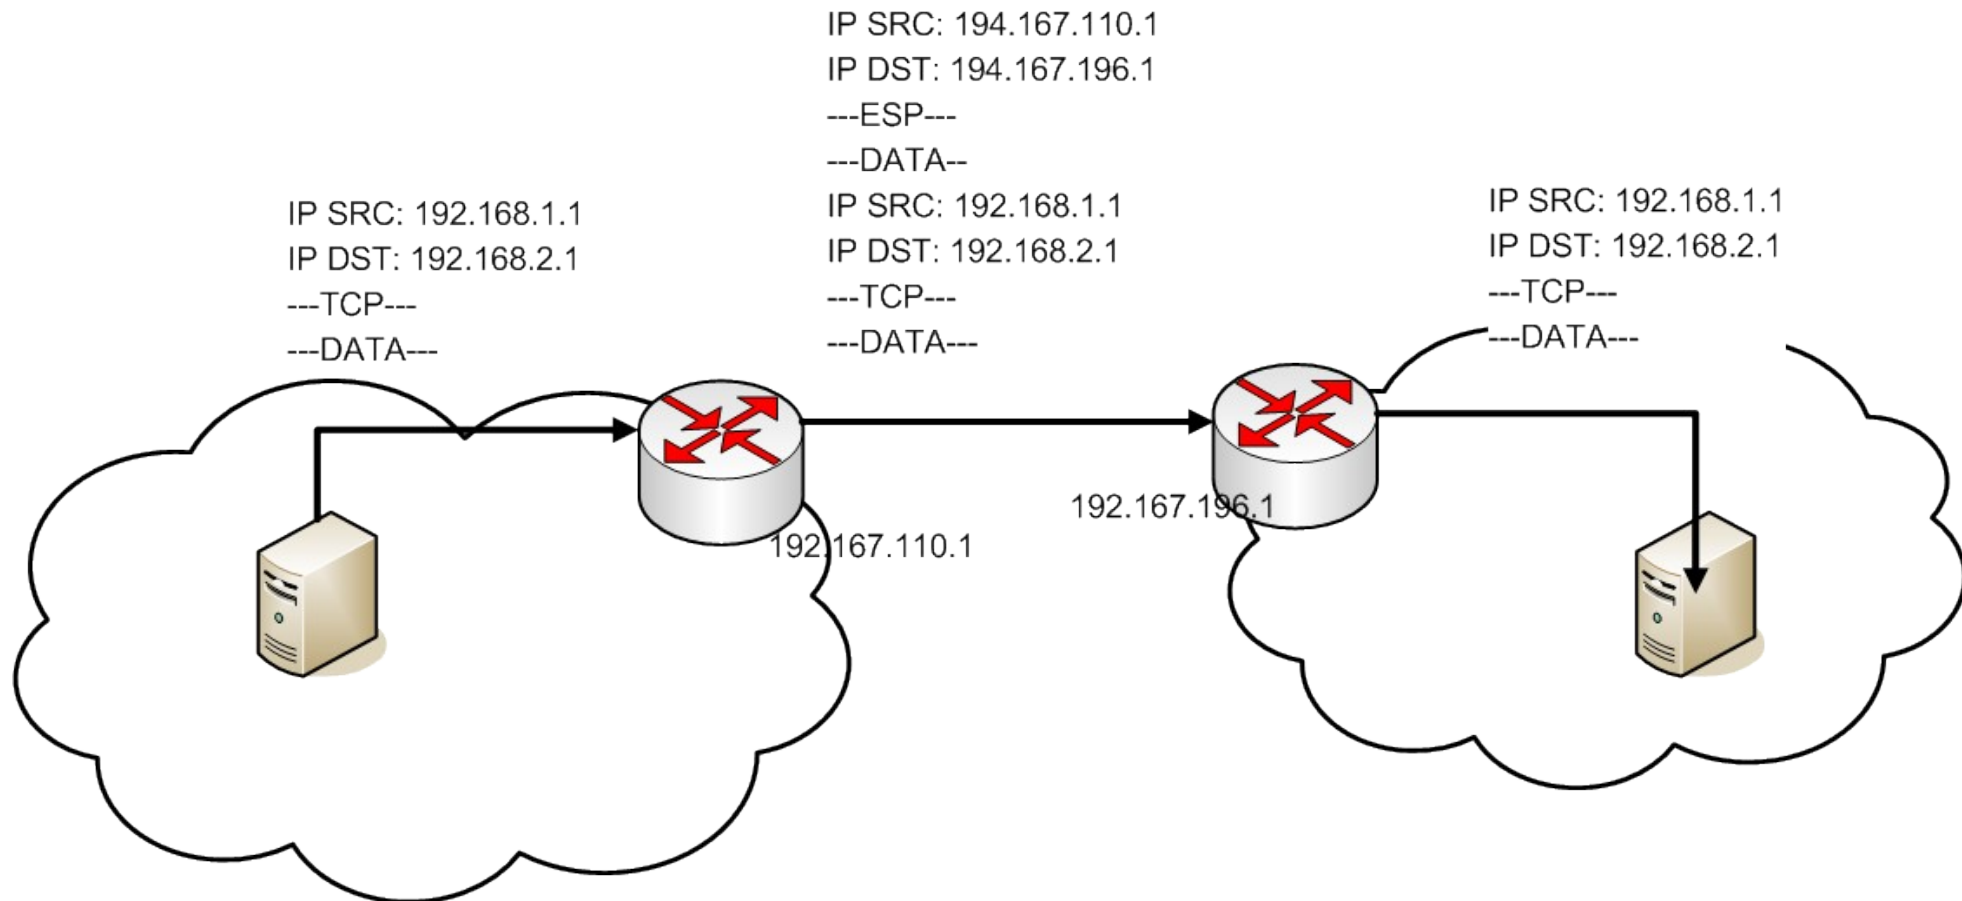 IP SRC: 194.167.110.1
IP DST: 194.167.196.1
---ESP---
---DATA--
IP SRC: 192.168.1.1
IP DST: 192.168.2.1
---TCP---
---DATA---
IP SRC: 192.168.1.1
IP DST: 192.168.2.1
---TCP---
---DATA---
IP SRC: 192.168.1.1
IP DST: 192.168.2.1
---TCP---
---DATA---
192.167.196.1
192.167.110.1